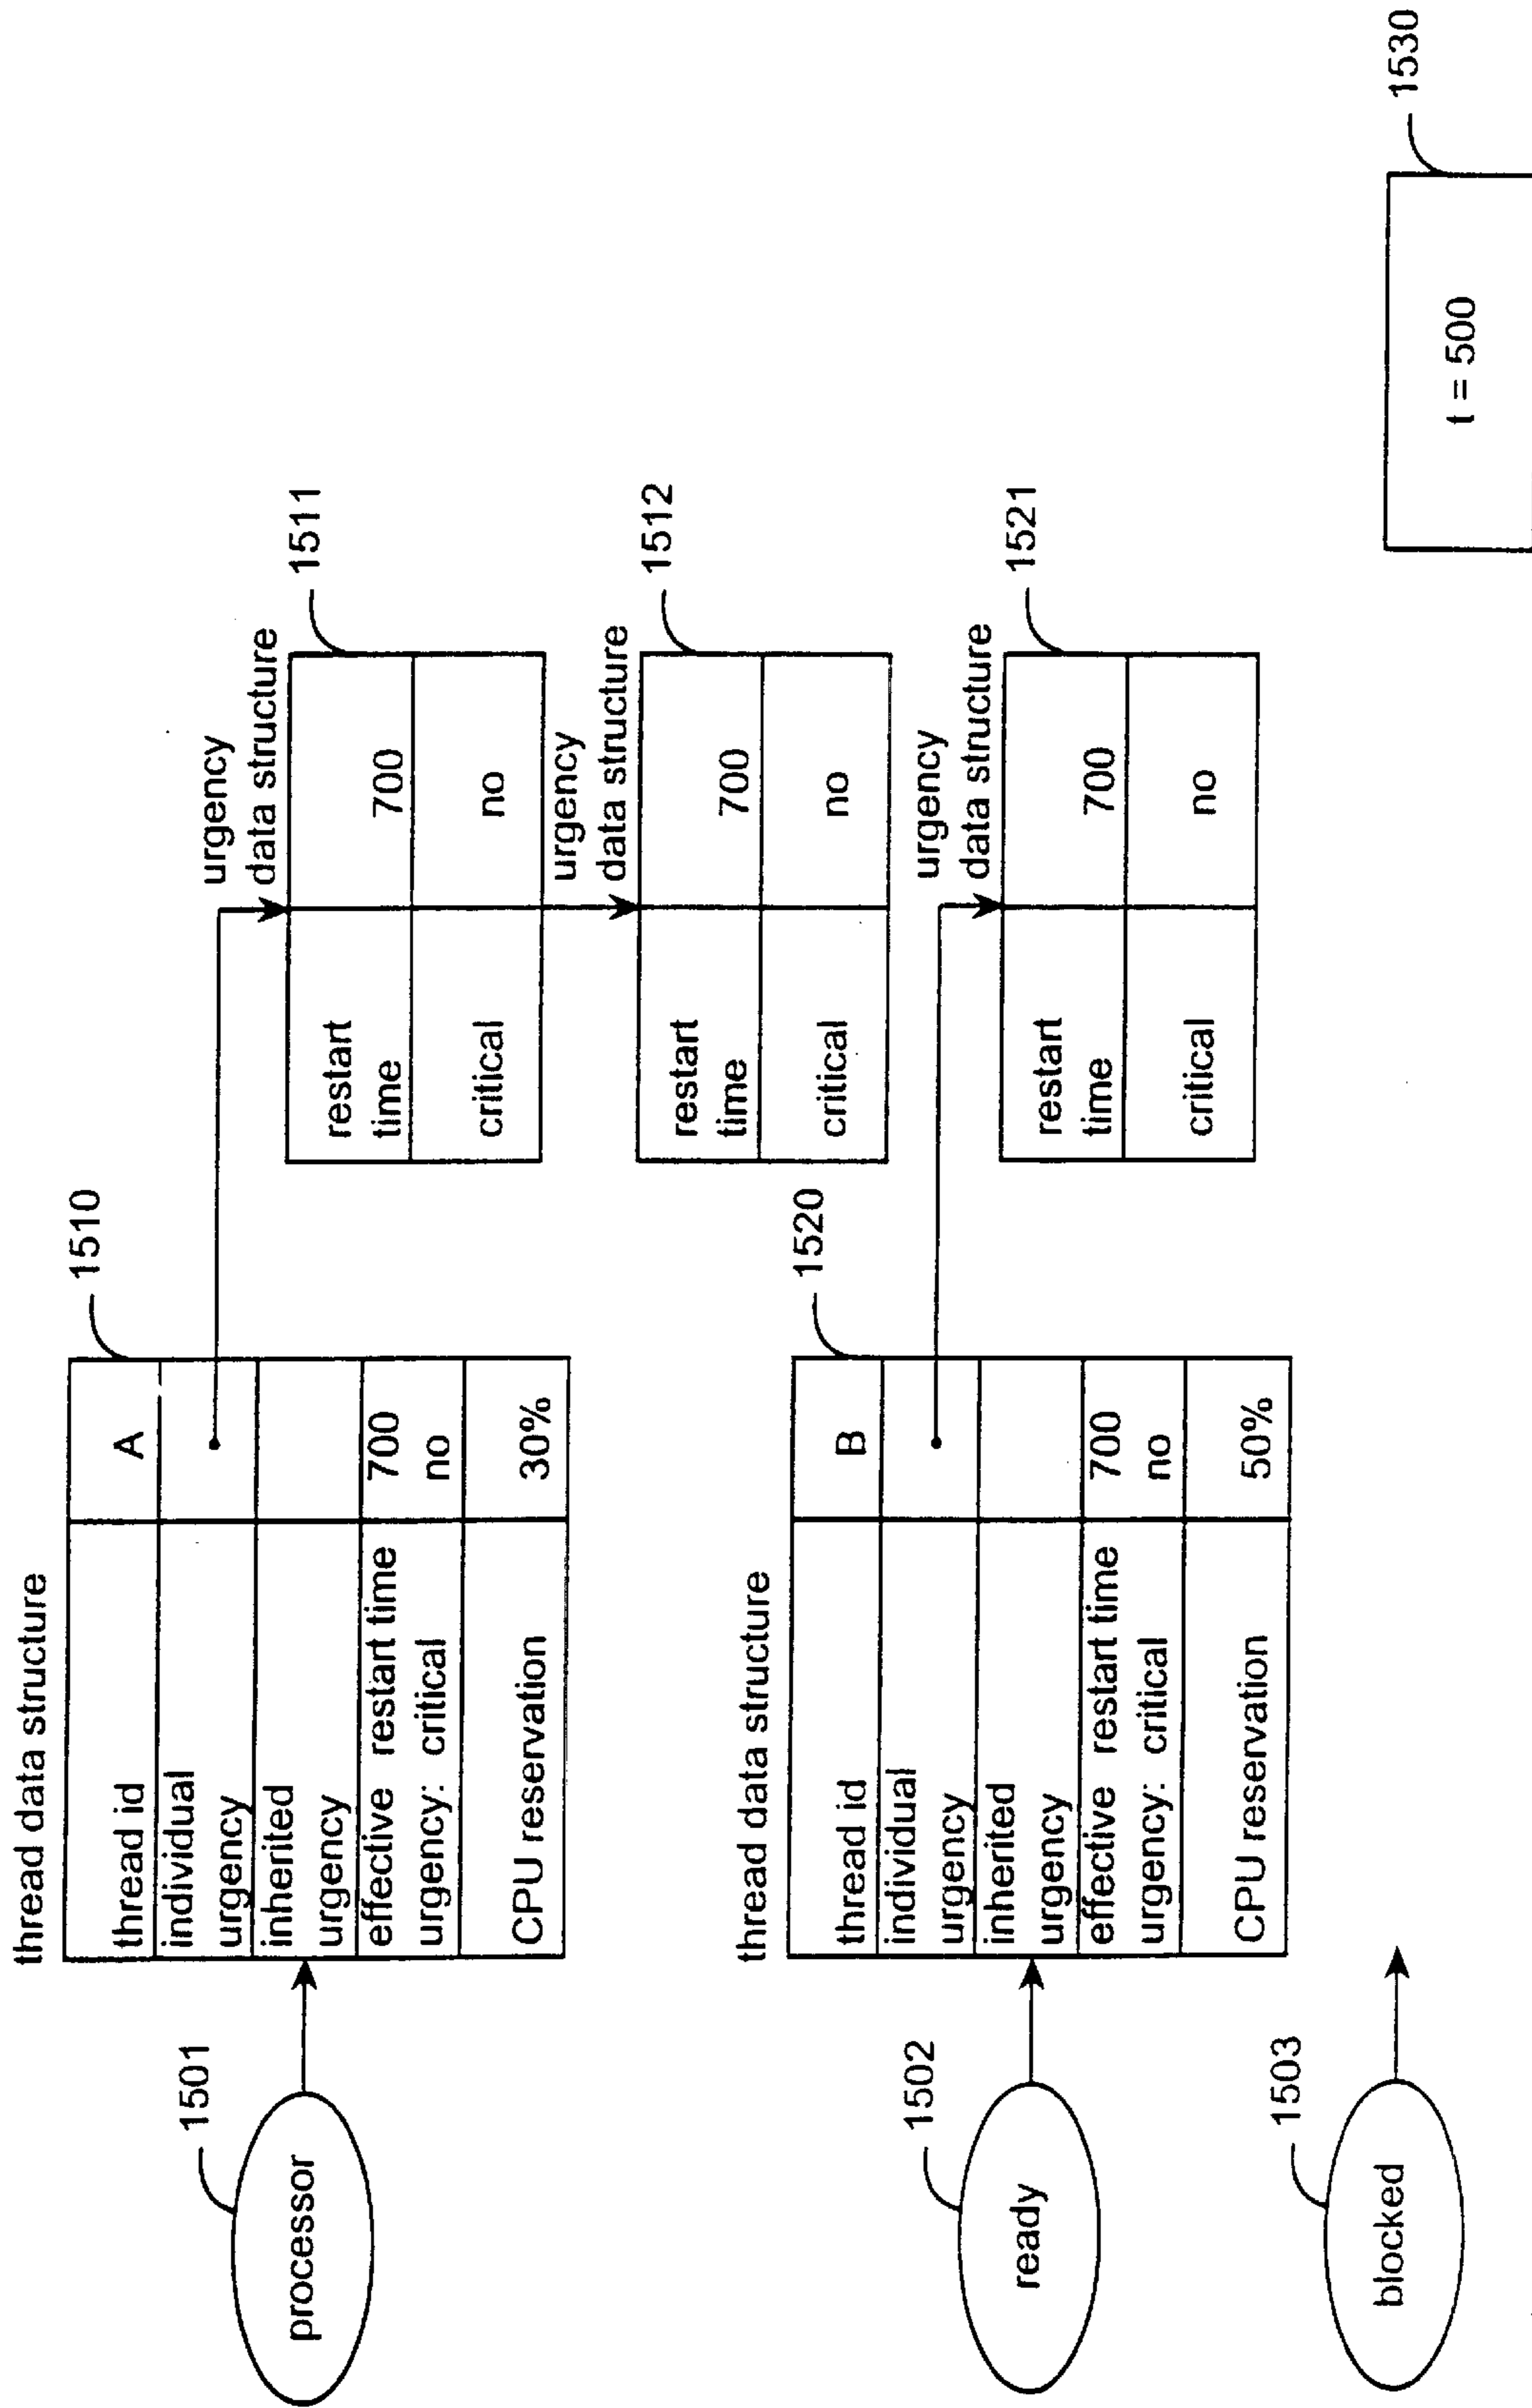 thread data structure
1510
thread id A
individual
urgency
inherited
urgency
effective restart time 700
urgency: critical no
CPU reservation 30%
1501
processor
urgency
data structure
1511
restart
time 700
critical no
urgency
data structure
1512
restart
time 700
critical no
thread data structure
1520
thread id B
individual
urgency
inherited
urgency
effective restart time 700
urgency: critical no
CPU reservation 50%
1502
ready
urgency
data structure
1521
restart
time 700
critical no
1503
blocked
1530
t = 500